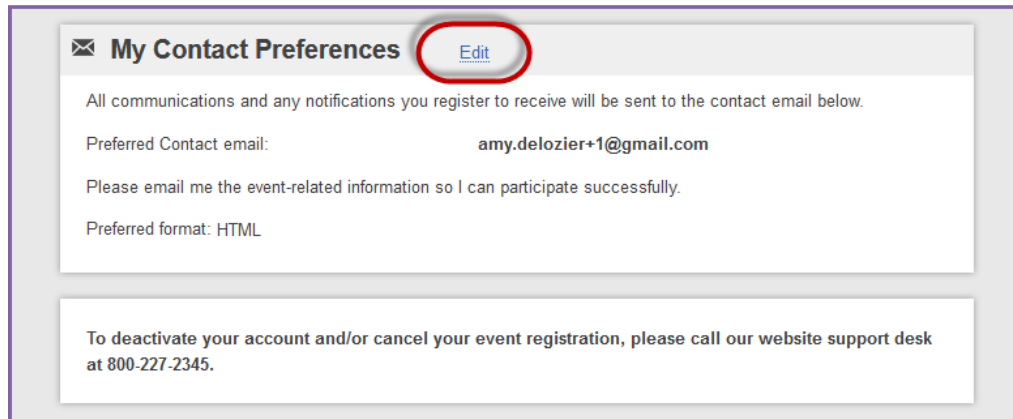 My Contact Preferences Edit
All communications and any notifications you register to receive will be sent to the contact email below.
Preferred Contact email: amy.delozier+1@gmail.com
Please email me the event-related information so I can participate successfully.
Preferred format: HTML
To deactivate your account and/or cancel your event registration, please call our website support desk
at 800-227-2345.